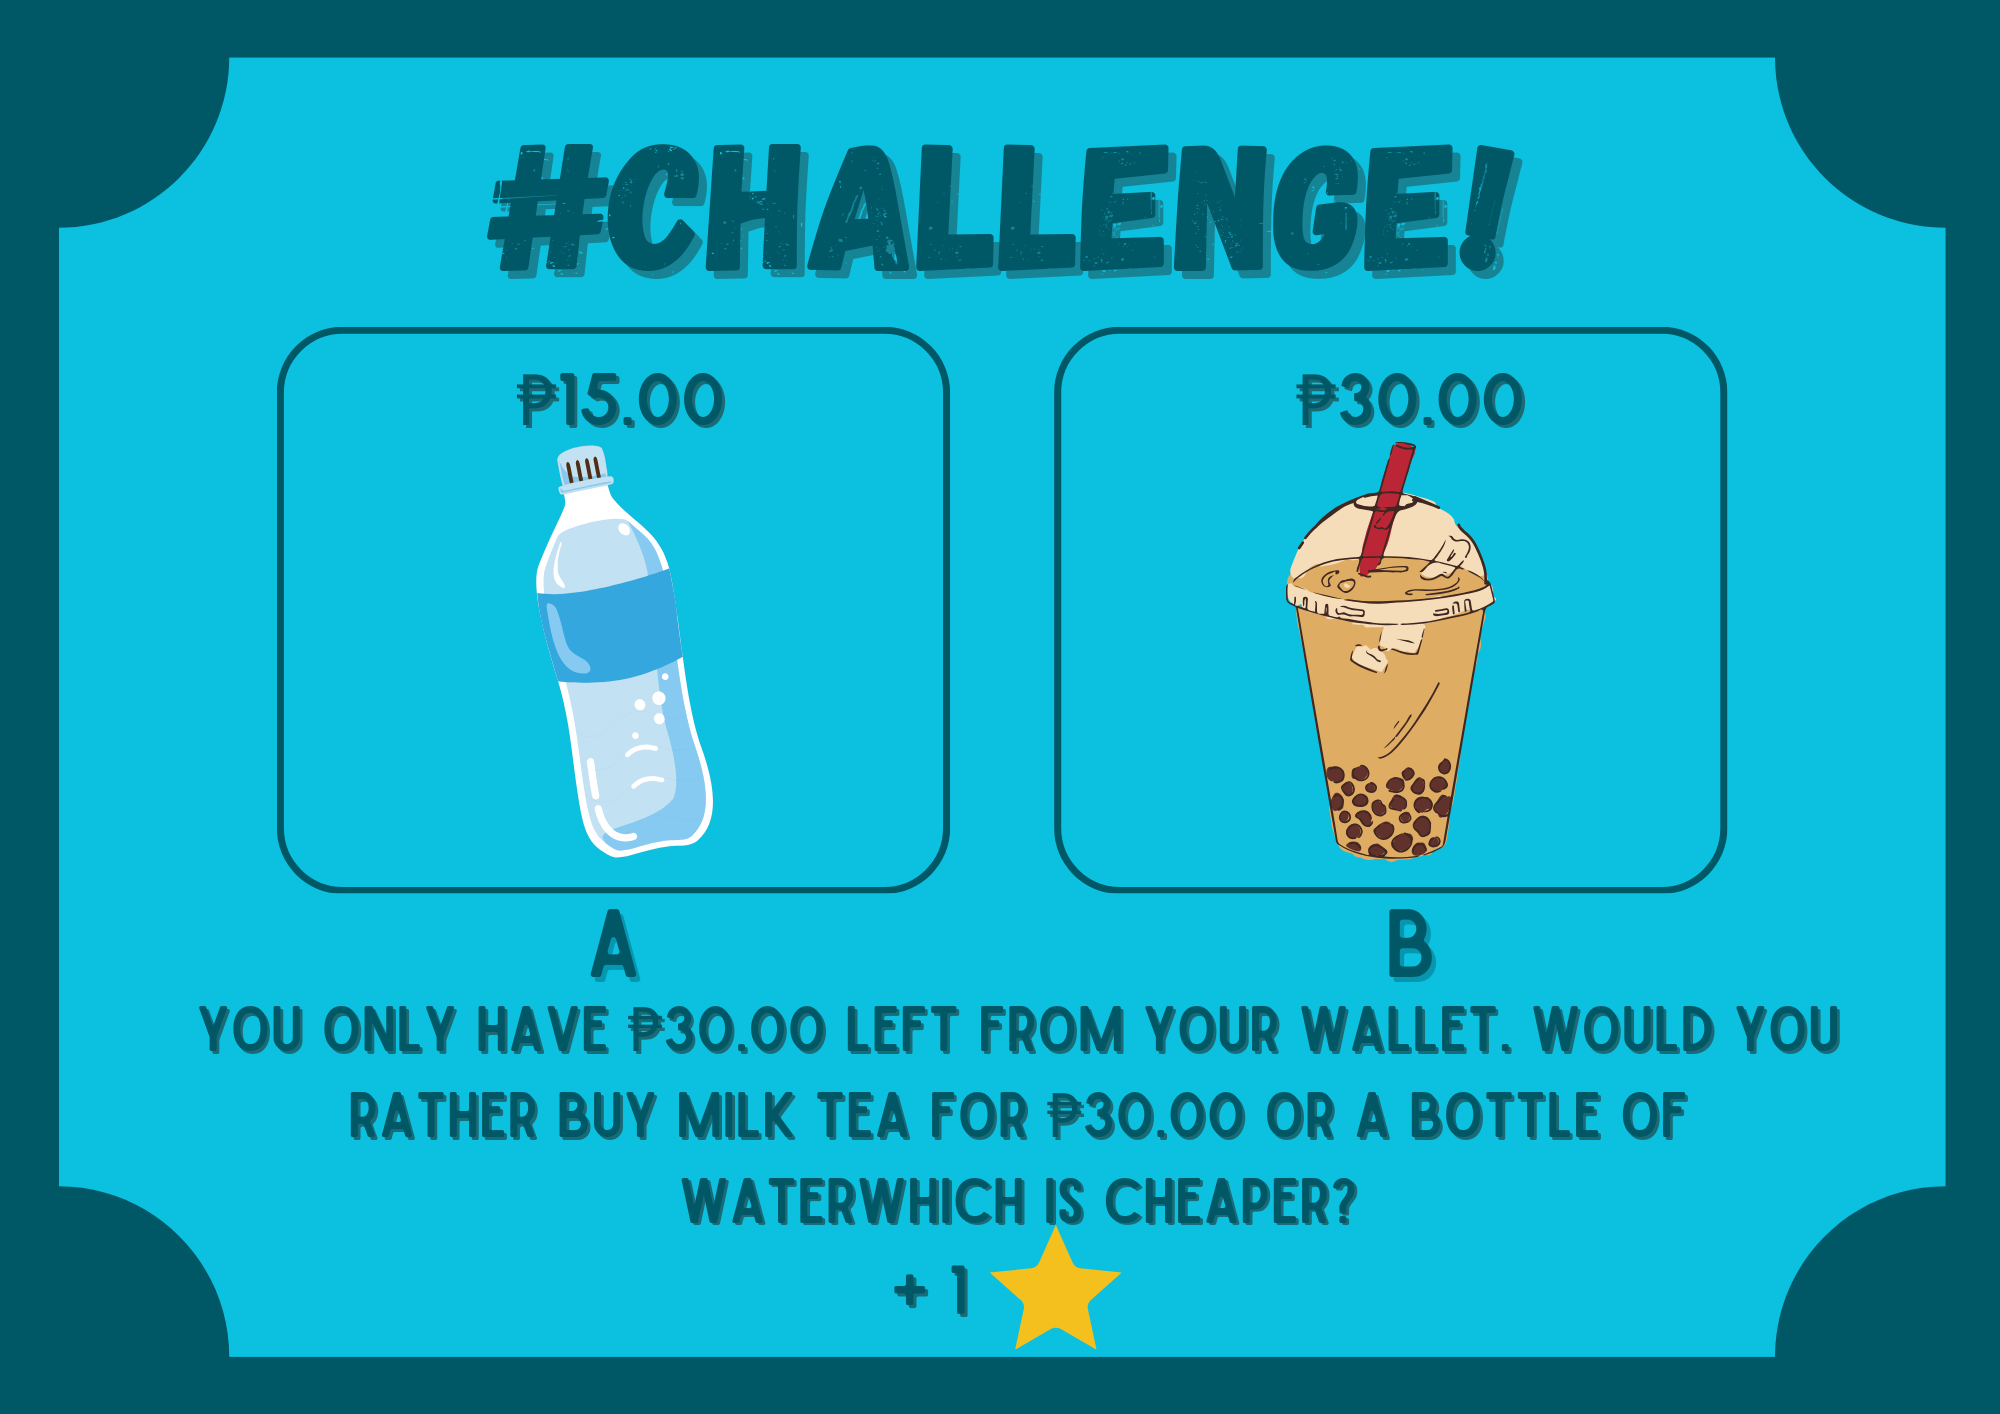 #CHALLENGE!
₱15.00
₱30.00
A
B
YOU ONLY HAVE ₱30.00 LEFT FROM YOUR WALLET. WOULD YOU
RATHER BUY MILK TEA FOR ₱30.00 OR A BOTTLE OF
WATERWHICH IS CHEAPER?
+ 1